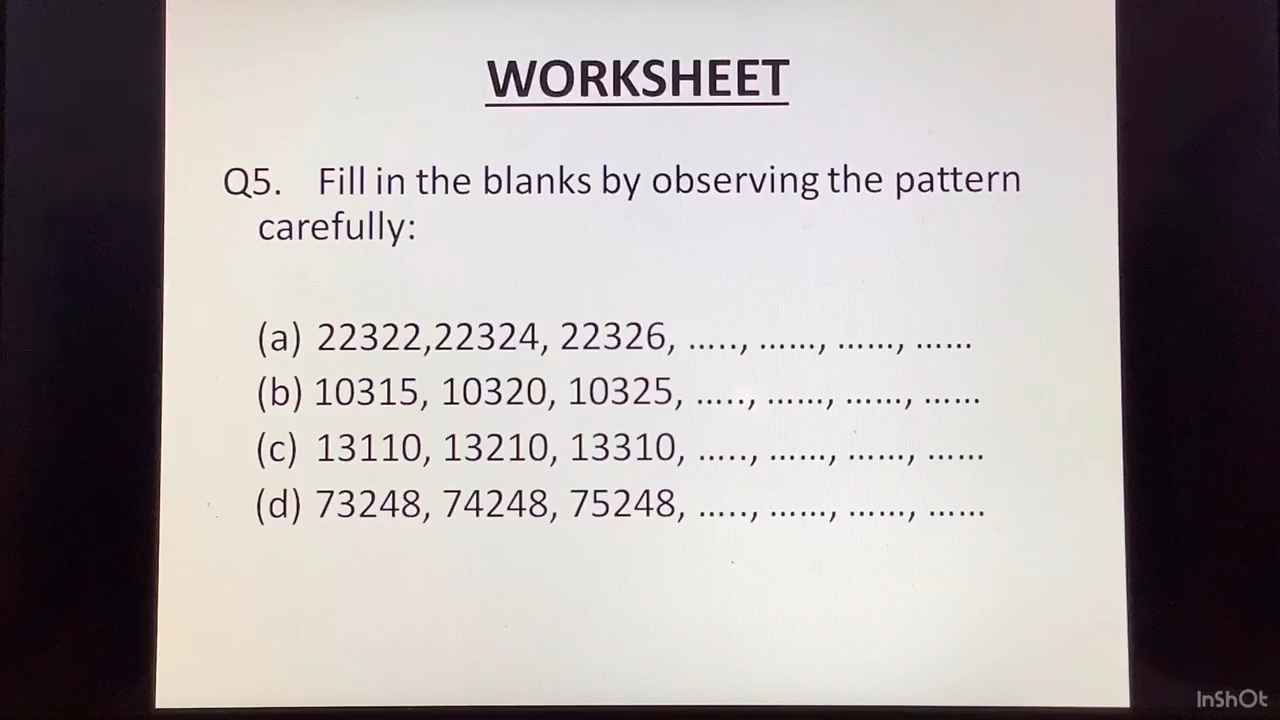 WORKSHEET
Q5. Fill in the blanks by observing the pattern
carefully:
(a) 22322,22324, 22326, ....., ......, ......, ......
(b) 10315, 10320, 10325, ....., ......, ......, ......
(c) 13110, 13210, 13310, ....., ......, ......, ......
(d) 73248, 74248, 75248, ....., ......, ......, ......
InShOt